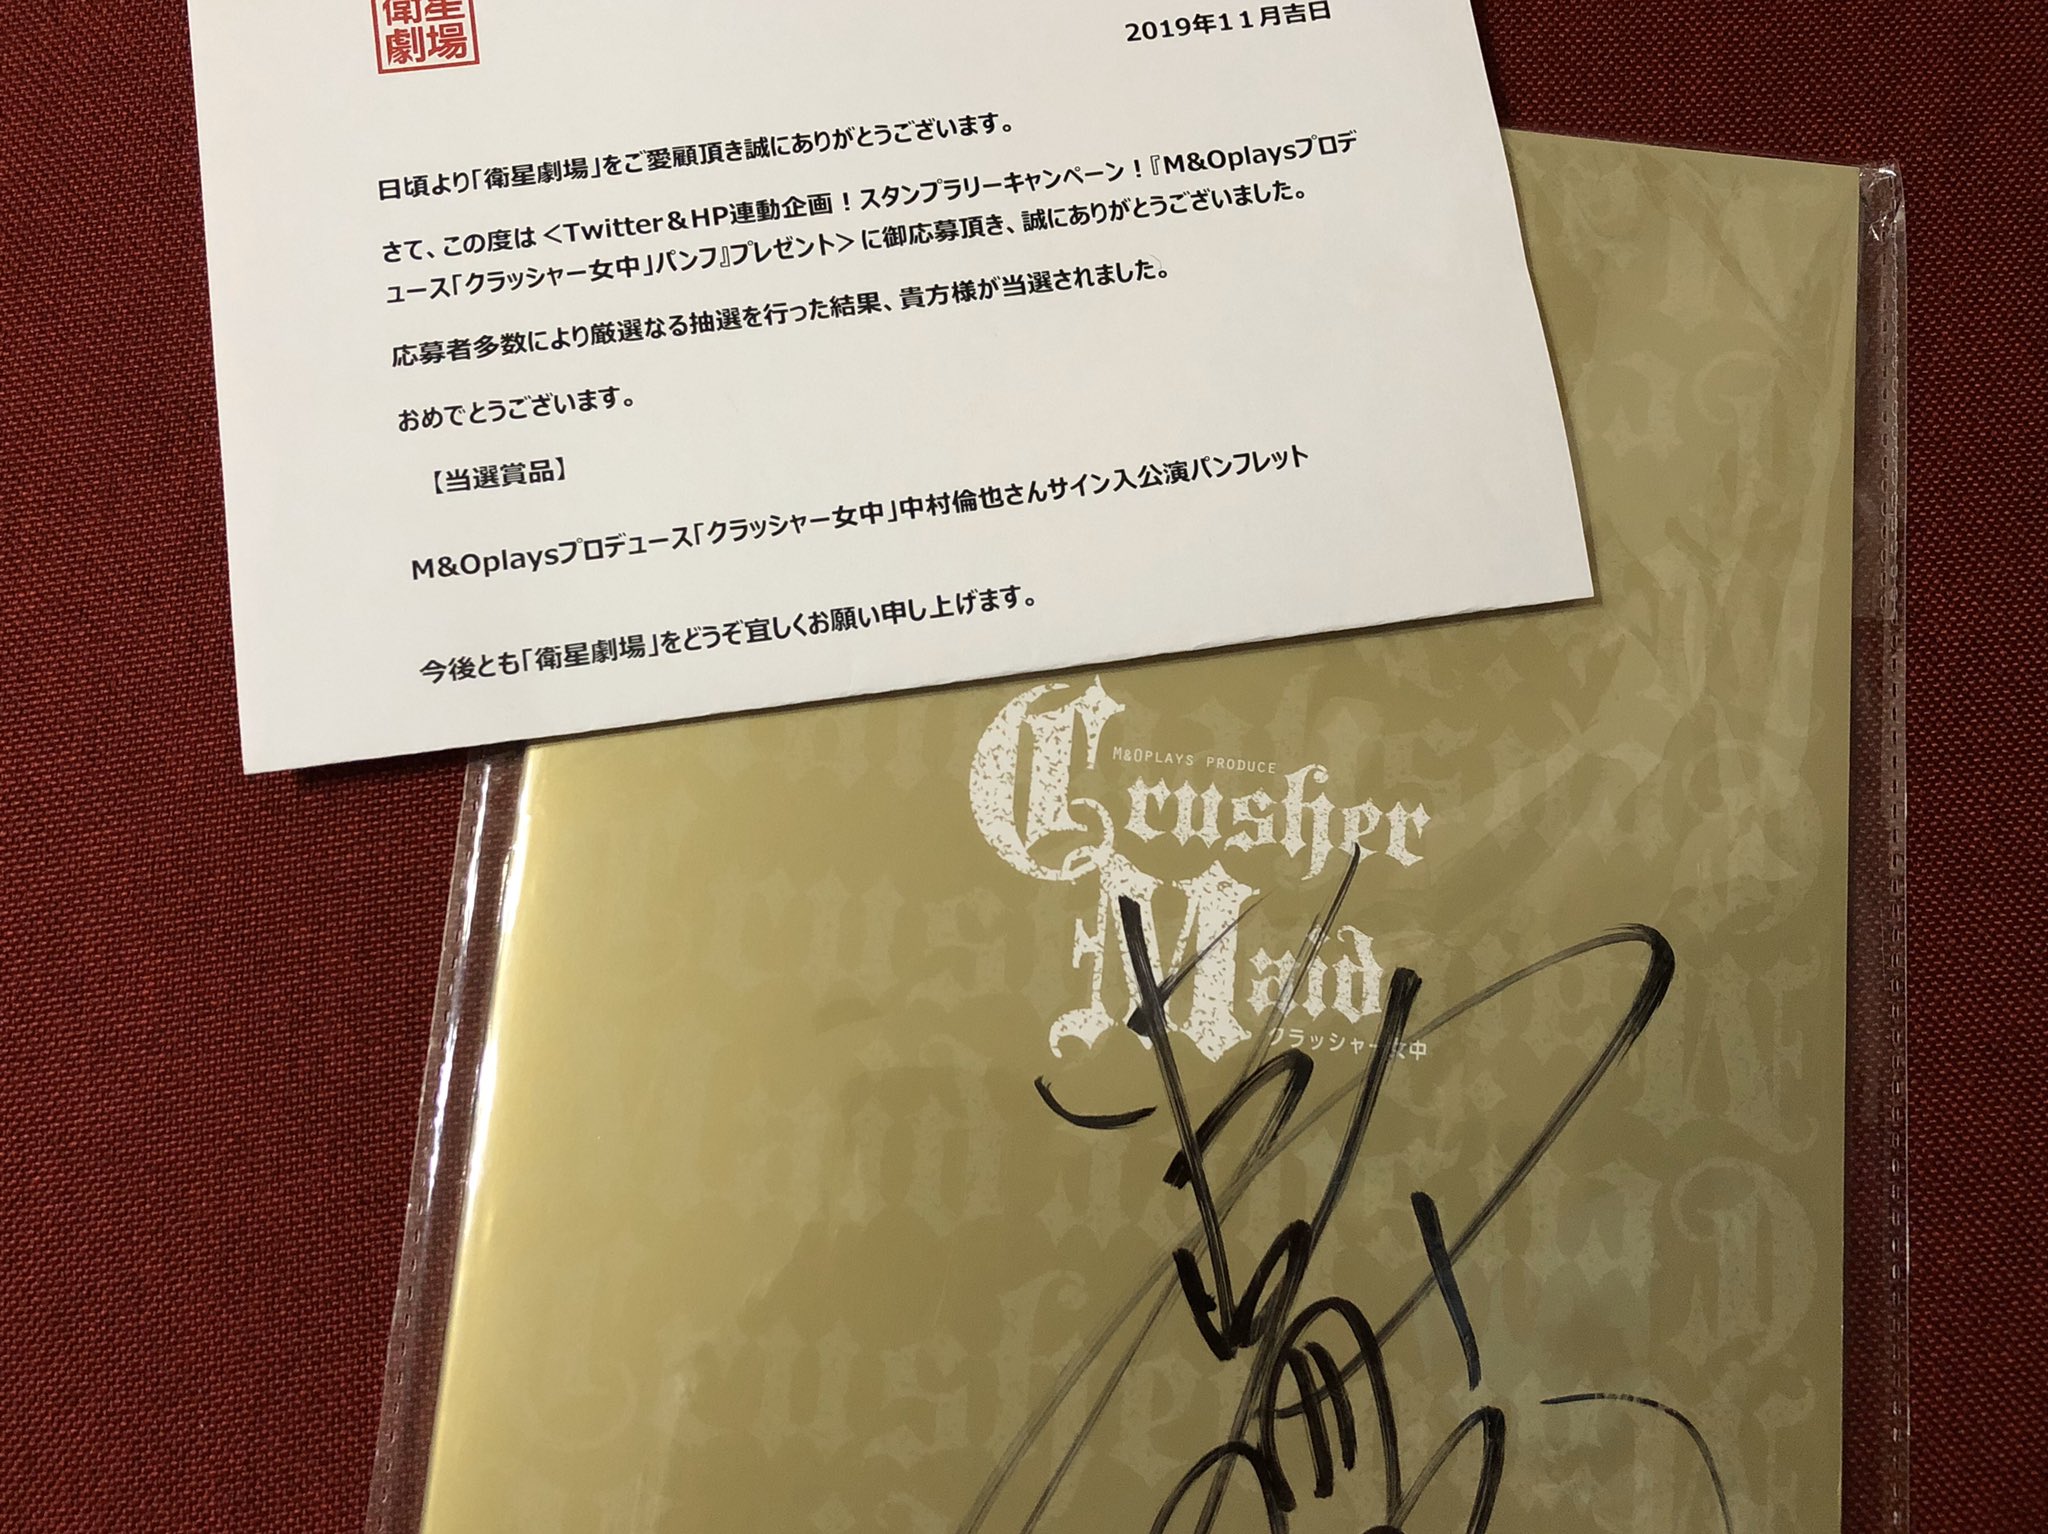 衛星
劇場
2019年11月吉日
日頃より「衛星劇場」をご愛顧頂き誠にありがとうございます。
さて、この度は＜Twitter＆HP連動企画！スタンプラリーキャンペーン！『M&Oplaysプロデ
ュース「クラッシャー女中」パンフ』プレゼント＞に御応募頂き、誠にありがとうございました。
応募者多数により厳選なる抽選を行った結果、貴方様が当選されました。
おめでとうございます。
【当選賞品】
M&Oplaysプロデュース「クラッシャー女中」中村倫也さんサイン入公演パンフレット
今後とも「衛星劇場」をどうぞ宜しくお願い申し上げます。
M&OPLAYS PRODUCE
Crusher
Maid
クラッシャー女中